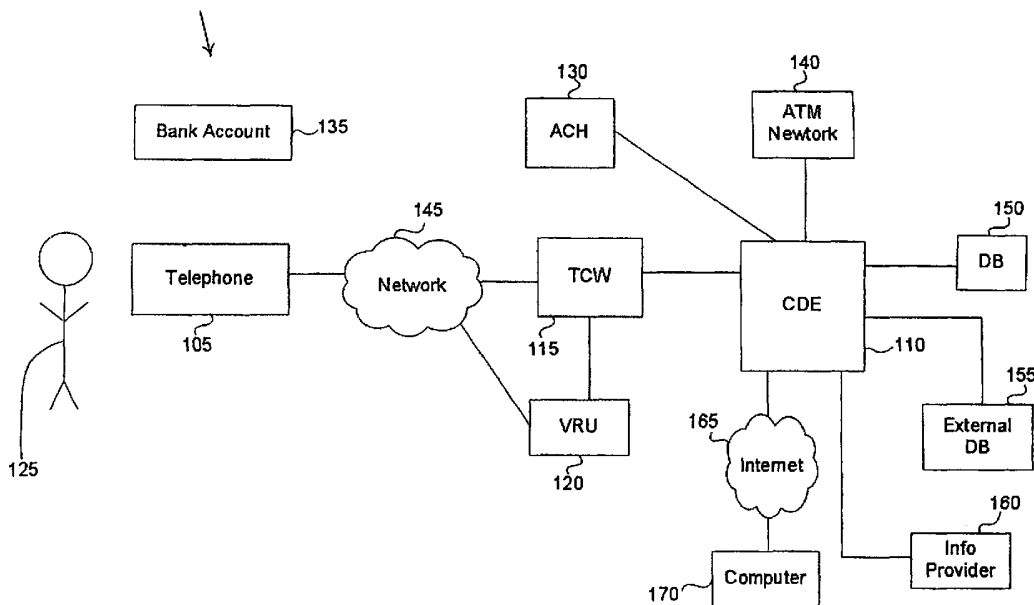 130
140
Bank Account
135
ACH
ATM
Newtork
145
150
Telephone
Network
TCW
CDE
DB
105
115
110
155
165
VRU
External
DB
125
Internet
120
160
Info
Provider
170
Computer